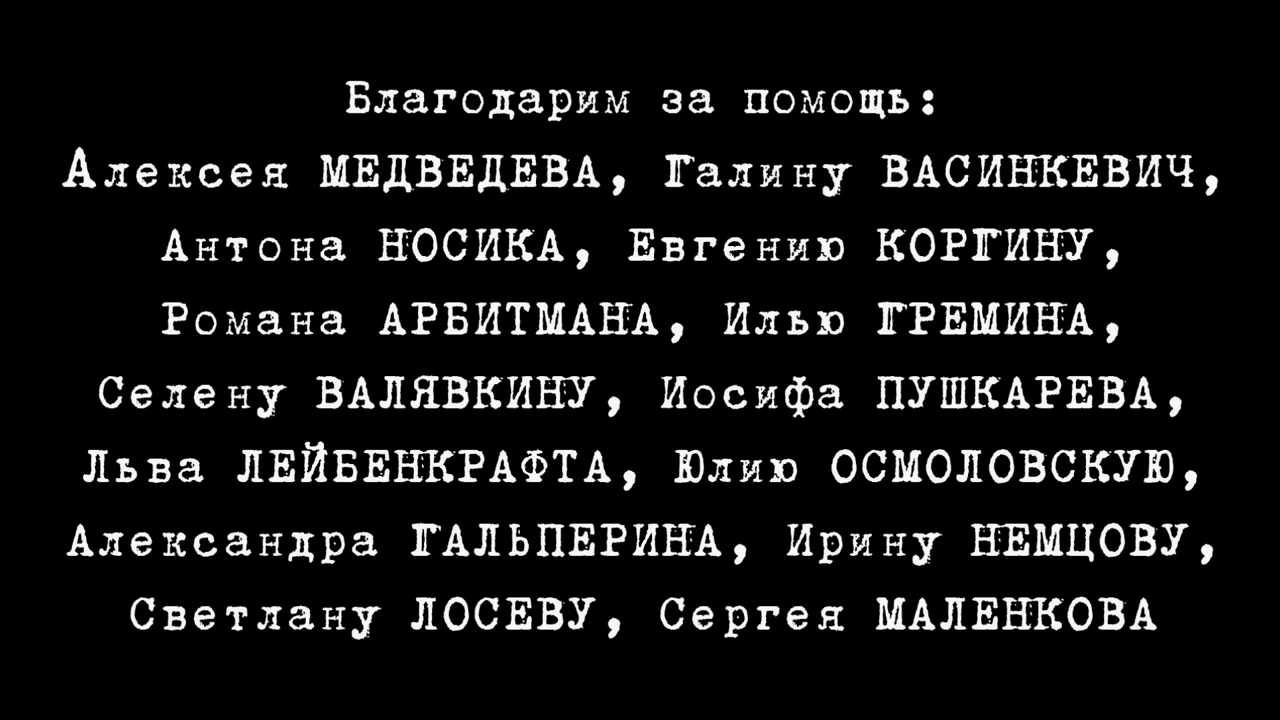 Благодарим за помощь:
Алексея МЕДВЕДЕВА, Галину ВАСИНКЕВИЧ,
Антона НОСИКА, Евгению КОРГИНУ,
Романа АРБИТМАНА, Илью ГРЕМИНА,
Селену ВАЛЯВКИНУ, Иосифа ПУШКАРЕВА,
Льва ЛЕЙБЕНКРАФТА, Юлию ОСМОЛОВСКУЮ,
Александра ГАЛЬПЕРИНА, Ирину НЕМЦОВУ,
Светлану ЛОСЕВУ, Сергея МАЛЕНКОВА